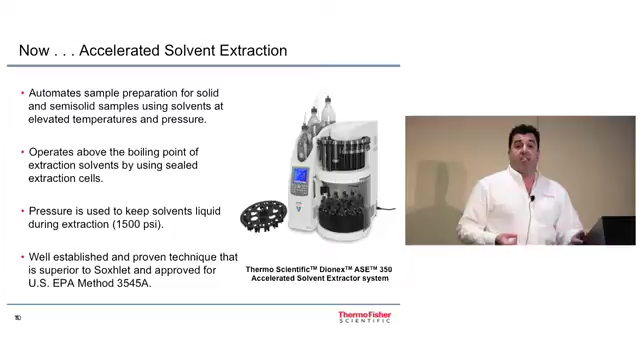 Now . . . Accelerated Solvent Extraction
• Automates sample preparation for solid
and semisolid samples using solvents at
elevated temperatures and pressure.
• Operates above the boiling point of
extraction solvents by using sealed
extraction cells.
• Pressure is used to keep solvents liquid
during extraction (1500 psi).
• Well established and proven technique that
is superior to Soxhlet and approved for
U.S. EPA Method 3545A.
Thermo Scientific™ Dionex™ ASE™ 350
Accelerated Solvent Extractor system
ThermoFisher
SCIENTIFIC